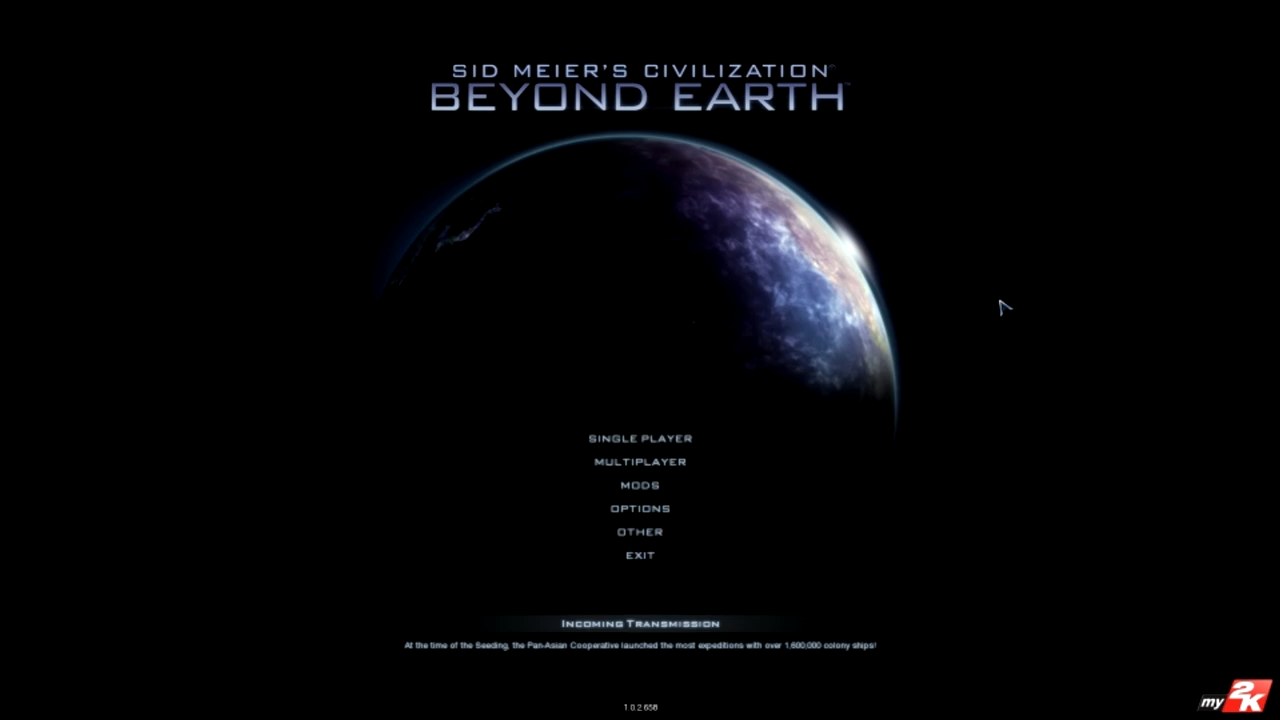 SID MEIER'S CIVILIZATION
BEYOND EARTH
SINGLE PLAYER
MULTIPLAYER
MODS
OPTIONS
OTHER
EXIT
INCOMING TRANSMISSION
At the time of the Seeding, the Pan-Asian Cooperative launched the most expeditions with over 1,600,000 colony ships!
1.0.2.658
my 2K